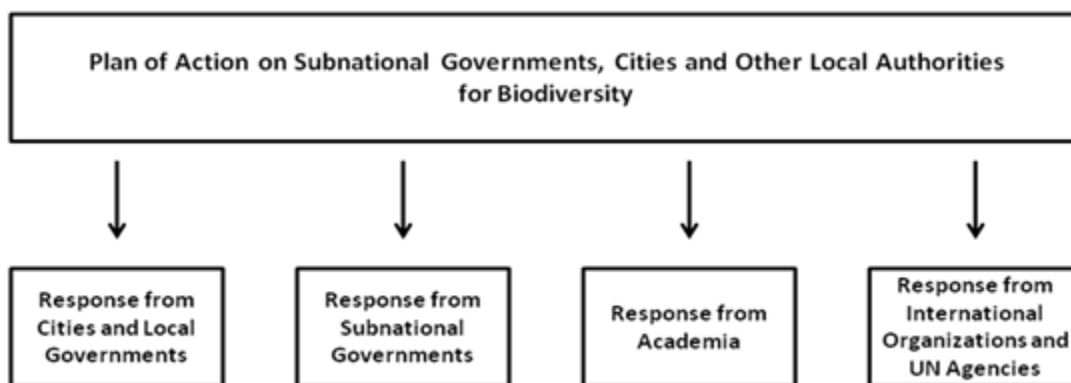 Plan of Action on Subnational Governments, Cities and Other Local Authorities
for Biodiversity
Response from
Cities and Local
Governments
Response from
Subnational
Governments
Response from
Academia
Response from
International
Organizations and
UN Agencies